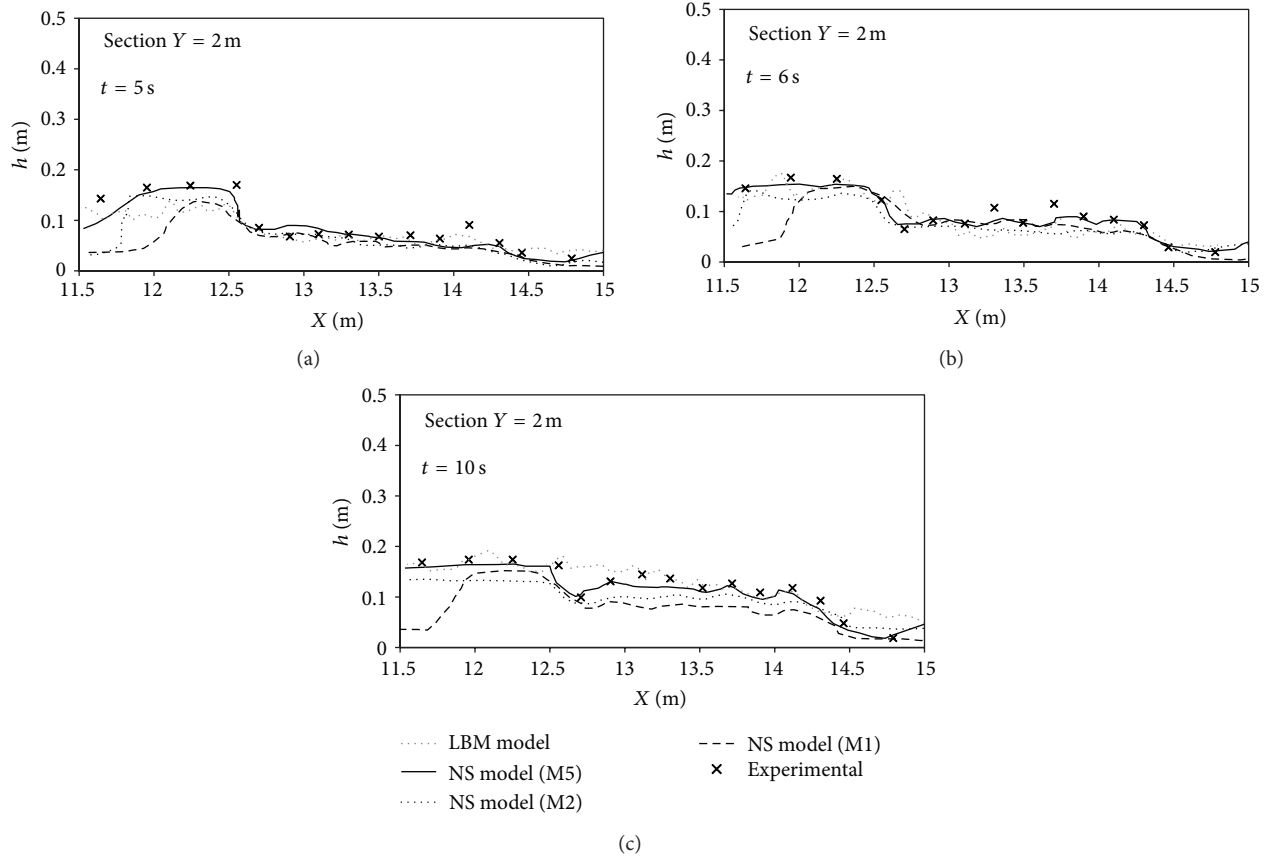 0.5
Section Y = 2 m
0.4
t = 5 s
0.3
h (m)
0.2
0.1
0
11.5 12 12.5 13 13.5 14 14.5 15
X (m)
(a)
0.5
Section Y = 2 m
0.4
t = 6 s
0.3
h (m)
0.2
0.1
0
11.5 12 12.5 13 13.5 14 14.5 15
X (m)
(b)
0.5
Section Y = 2 m
0.4
t = 10 s
0.3
h (m)
0.2
0.1
0
11.5 12 12.5 13 13.5 14 14.5 15
X (m)
LBM model
NS model (M5)
NS model (M2)
NS model (M1)
Experimental
(c)